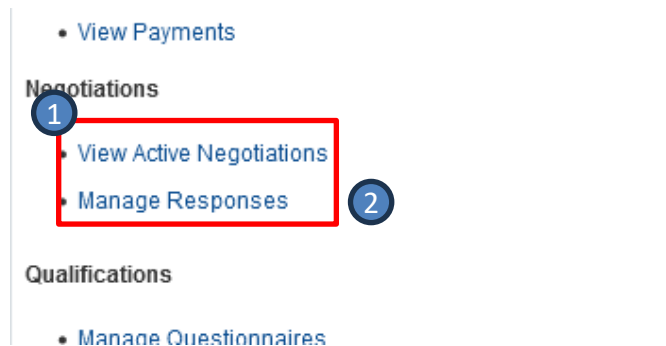 • View Payments
Negotiations
1
• View Active Negotiations
• Manage Responses
2
Qualifications
• Manage Questionnaires